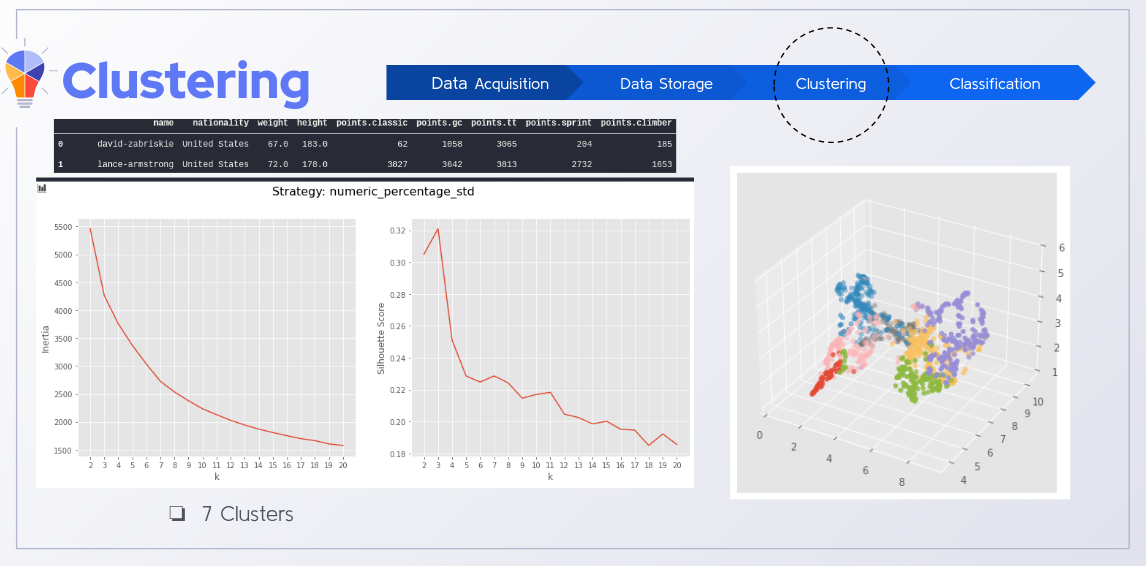 Clustering
Data Acquisition
Data Storage
Clustering
Classification
name nationality weight height points.classic points.gc points.tt points.sprint points.climber
0 david-zabriskie United States 67.0 183.0 62 1058 3065 204 185
1 lance-armstrong United States 72.0 178.0 3827 3642 3813 2732 1653
Strategy: numeric_percentage_std
5500
5000
4500
4000
3500
3000
2500
2000
1500
Inertia
2 3 4 5 6 7 8 9 10 11 12 13 14 15 16 17 18 19 20
k
0.32
0.30
0.28
0.26
0.24
0.22
0.20
0.18
Silhouette Score
2 3 4 5 6 7 8 9 10 11 12 13 14 15 16 17 18 19 20
k
6
5
4
3
2
1
0
2
4
6
8
4
5
6
7
8
9
10
7 Clusters